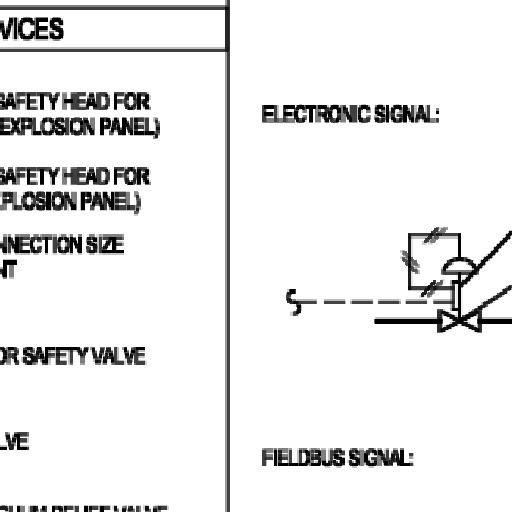 VICES
SAFETY HEAD FOR
EXPLOSION PANEL)
SAFETY HEAD FOR
PLOSION PANEL)
NNECTION SIZE
NT
OR SAFETY VALVE
LVE
ELECTRONIC SIGNAL:
FIELDBUS SIGNAL: